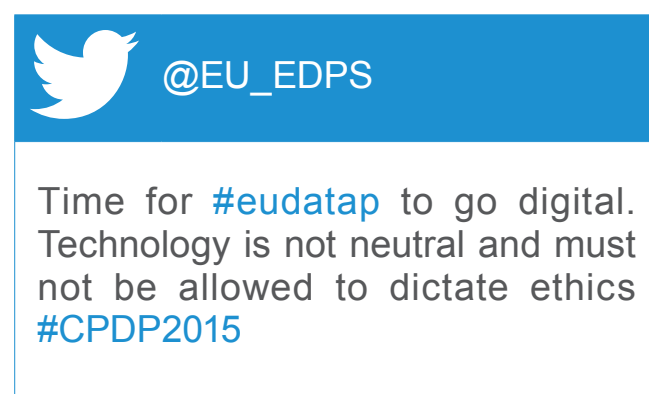 @EU_EDPS
Time for #eudatap to go digital.
Technology is not neutral and must
not be allowed to dictate ethics
#CPDP2015